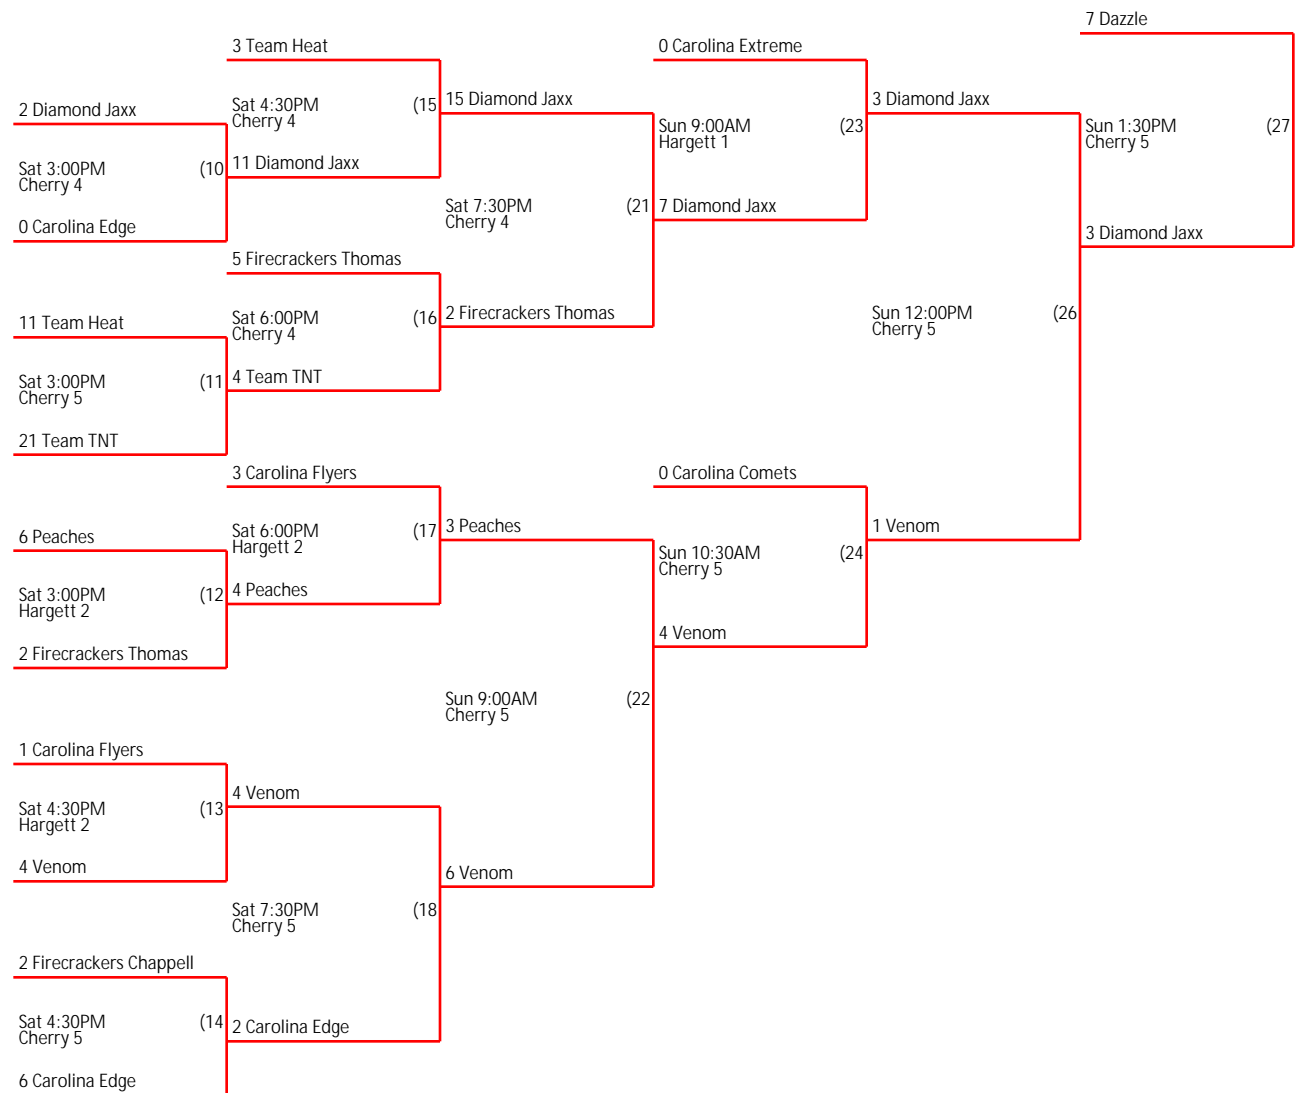 7 Dazzle
3 Team Heat
0 Carolina Extreme
2 Diamond Jaxx
Sat 4:30PM
Cherry 4
(15
15 Diamond Jaxx
3 Diamond Jaxx
Sun 9:00AM
Hargett 1
(23
Sun 1:30PM
Cherry 5
(27
Sat 3:00PM
Cherry 4
(10
11 Diamond Jaxx
0 Carolina Edge
Sat 7:30PM
Cherry 4
(21
7 Diamond Jaxx
3 Diamond Jaxx
5 Firecrackers Thomas
11 Team Heat
Sat 6:00PM
Cherry 4
(16
2 Firecrackers Thomas
Sun 12:00PM
Cherry 5
(26
Sat 3:00PM
Cherry 5
(11
4 Team TNT
21 Team TNT
3 Carolina Flyers
0 Carolina Comets
6 Peaches
Sat 6:00PM
Hargett 2
(17
3 Peaches
1 Venom
Sun 10:30AM
Cherry 5
(24
Sat 3:00PM
Hargett 2
(12
4 Peaches
2 Firecrackers Thomas
4 Venom
Sun 9:00AM
Cherry 5
(22
1 Carolina Flyers
4 Venom
Sat 4:30PM
Hargett 2
(13
4 Venom
6 Venom
Sat 7:30PM
Cherry 5
(18
2 Firecrackers Chappell
Sat 4:30PM
Cherry 5
(14
2 Carolina Edge
6 Carolina Edge